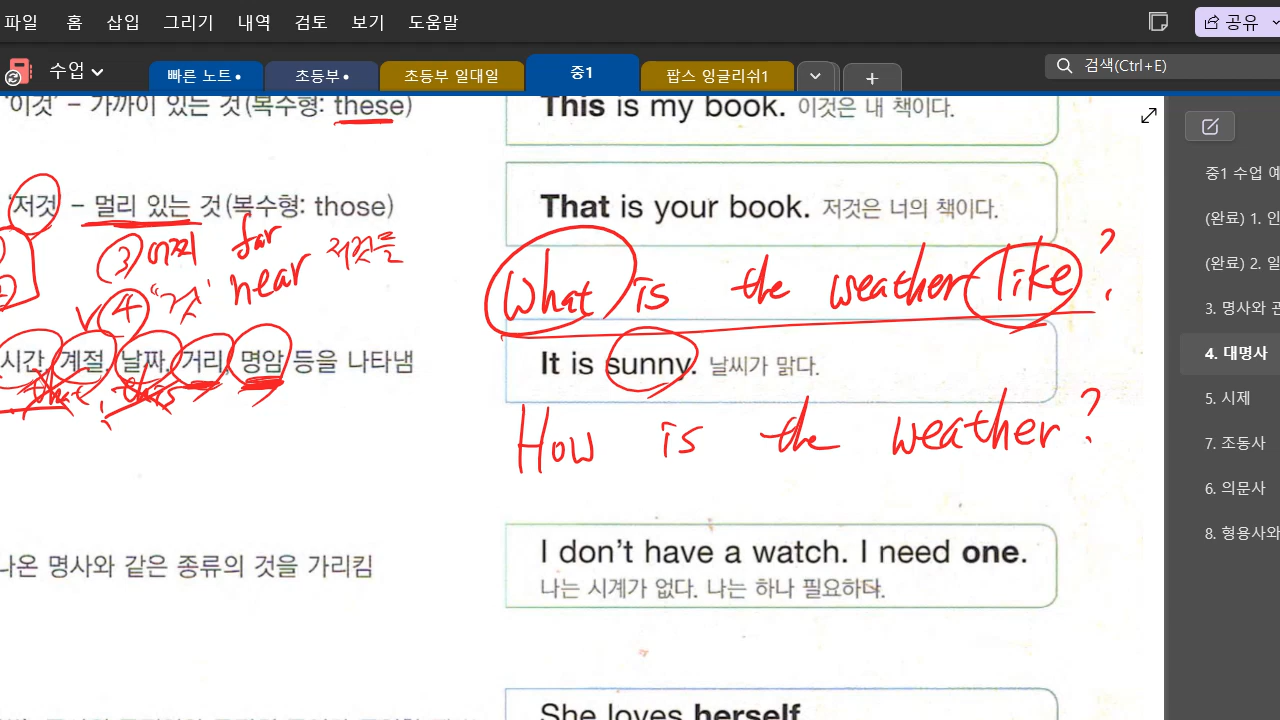 파일 홈 삽입 그리기 내역 검토 보기 도움말 공유
수업 빠른 노트 초등부 초등부 일대일 중1 팝스 잉글리쉬1 + 검색(Ctrl+E)
'이것' – 가까이 있는 것(복수형: these)
This is my book. 이것은 내 책이다.
'저것' – 멀리 있는 것(복수형: those)
That is your book. 저것은 너의 책이다.
③ 어찌 far 저것들
④ "것" near
What is the weather like?
시간, 계절, 날짜, 거리, 명암 등을 나타냄
that, this
It is sunny. 날씨가 맑다.
How is the weather?
나온 명사와 같은 종류의 것을 가리킴
I don't have a watch. I need one.
나는 시계가 없다. 나는 하나 필요하다.
She loves herself.
중1 수업 예
(완료) 1. 인
(완료) 2. 일
3. 명사와 관
4. 대명사
5. 시제
7. 조동사
6. 의문사
8. 형용사와